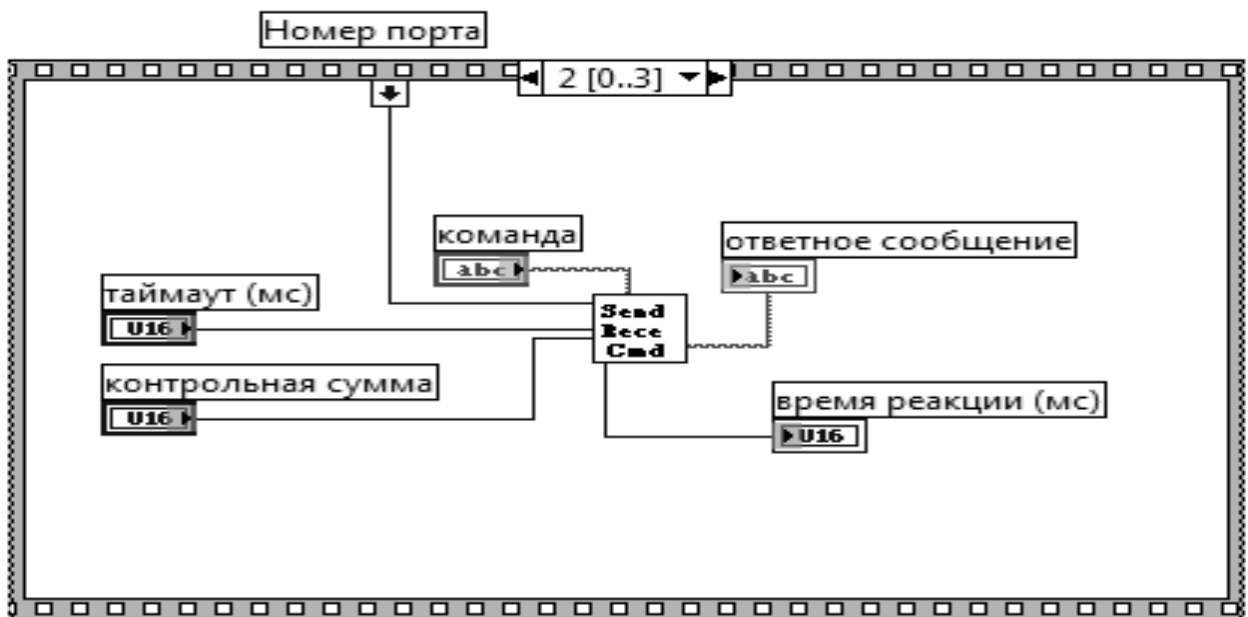 Номер порта
2 [0..3]
команда
abc
ответное сообщение
abc
таймаут (мс)
U16
Send
Rece
Cmd
контрольная сумма
U16
время реакции (мс)
U16